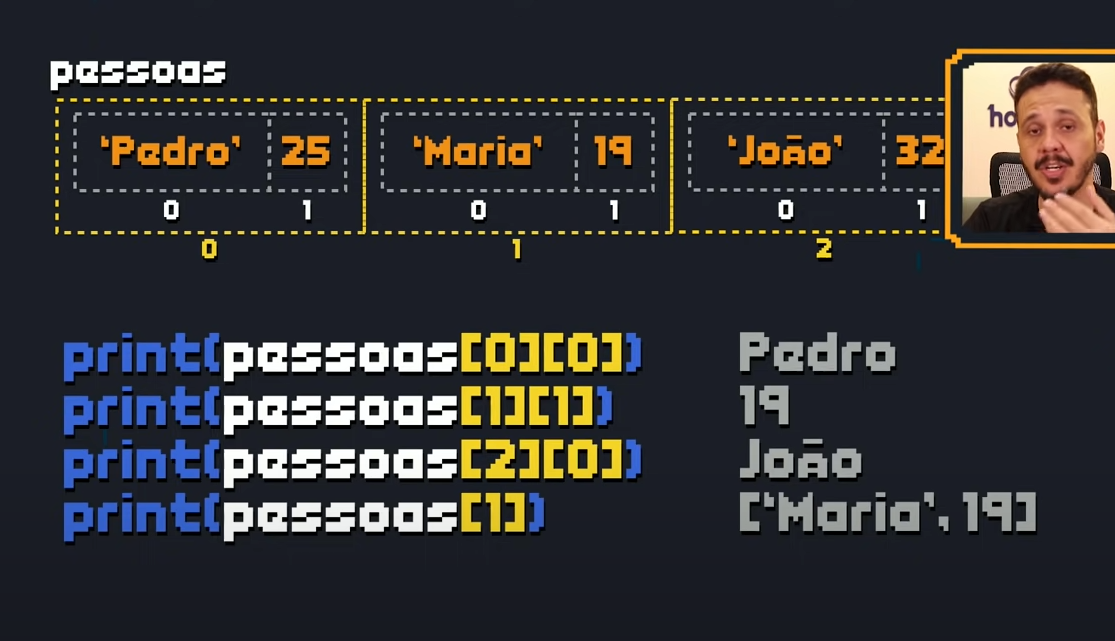 pessoas
'Pedro' 25 'Maria' 19 'João' 32
0 1 0 1 0 1
0 1 2
print(pessoas[0][0]) Pedro
print(pessoas[1][1]) 19
print(pessoas[2][0]) João
print(pessoas[1]) ['Maria', 19]